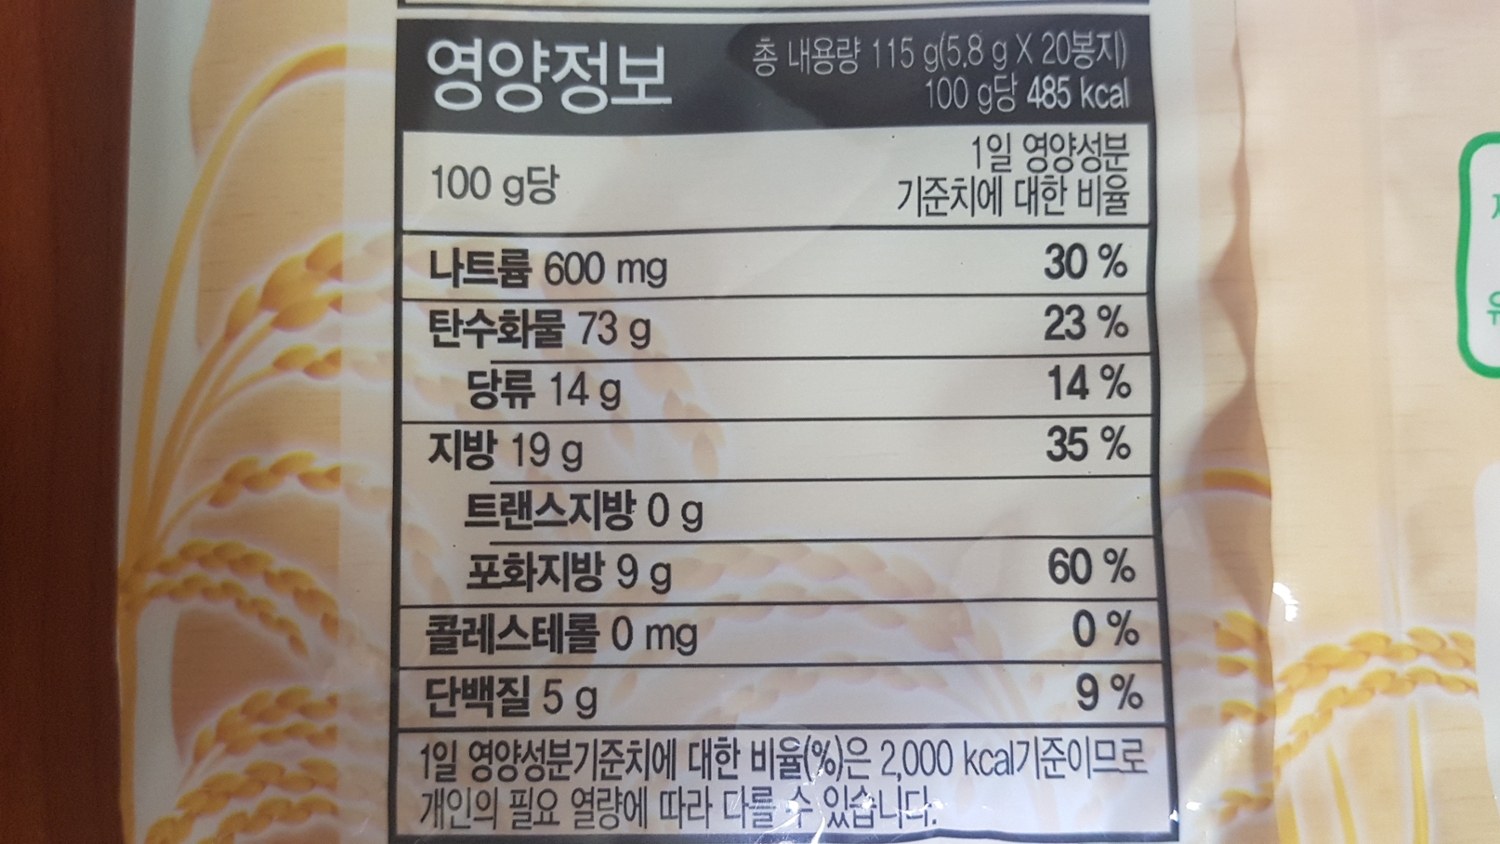 영양정보
총 내용량 115 g(5.8 g X 20봉지)
100 g당 485 kcal
100 g당
1일 영양성분
기준치에 대한 비율
나트륨 600 mg 30 %
탄수화물 73 g 23 %
당류 14 g 14 %
지방 19 g 35 %
트랜스지방 0 g
포화지방 9 g 60 %
콜레스테롤 0 mg 0 %
단백질 5 g 9 %
1일 영양성분기준치에 대한 비율(%)은 2,000 kcal기준이므로
개인의 필요 열량에 따라 다를 수 있습니다.